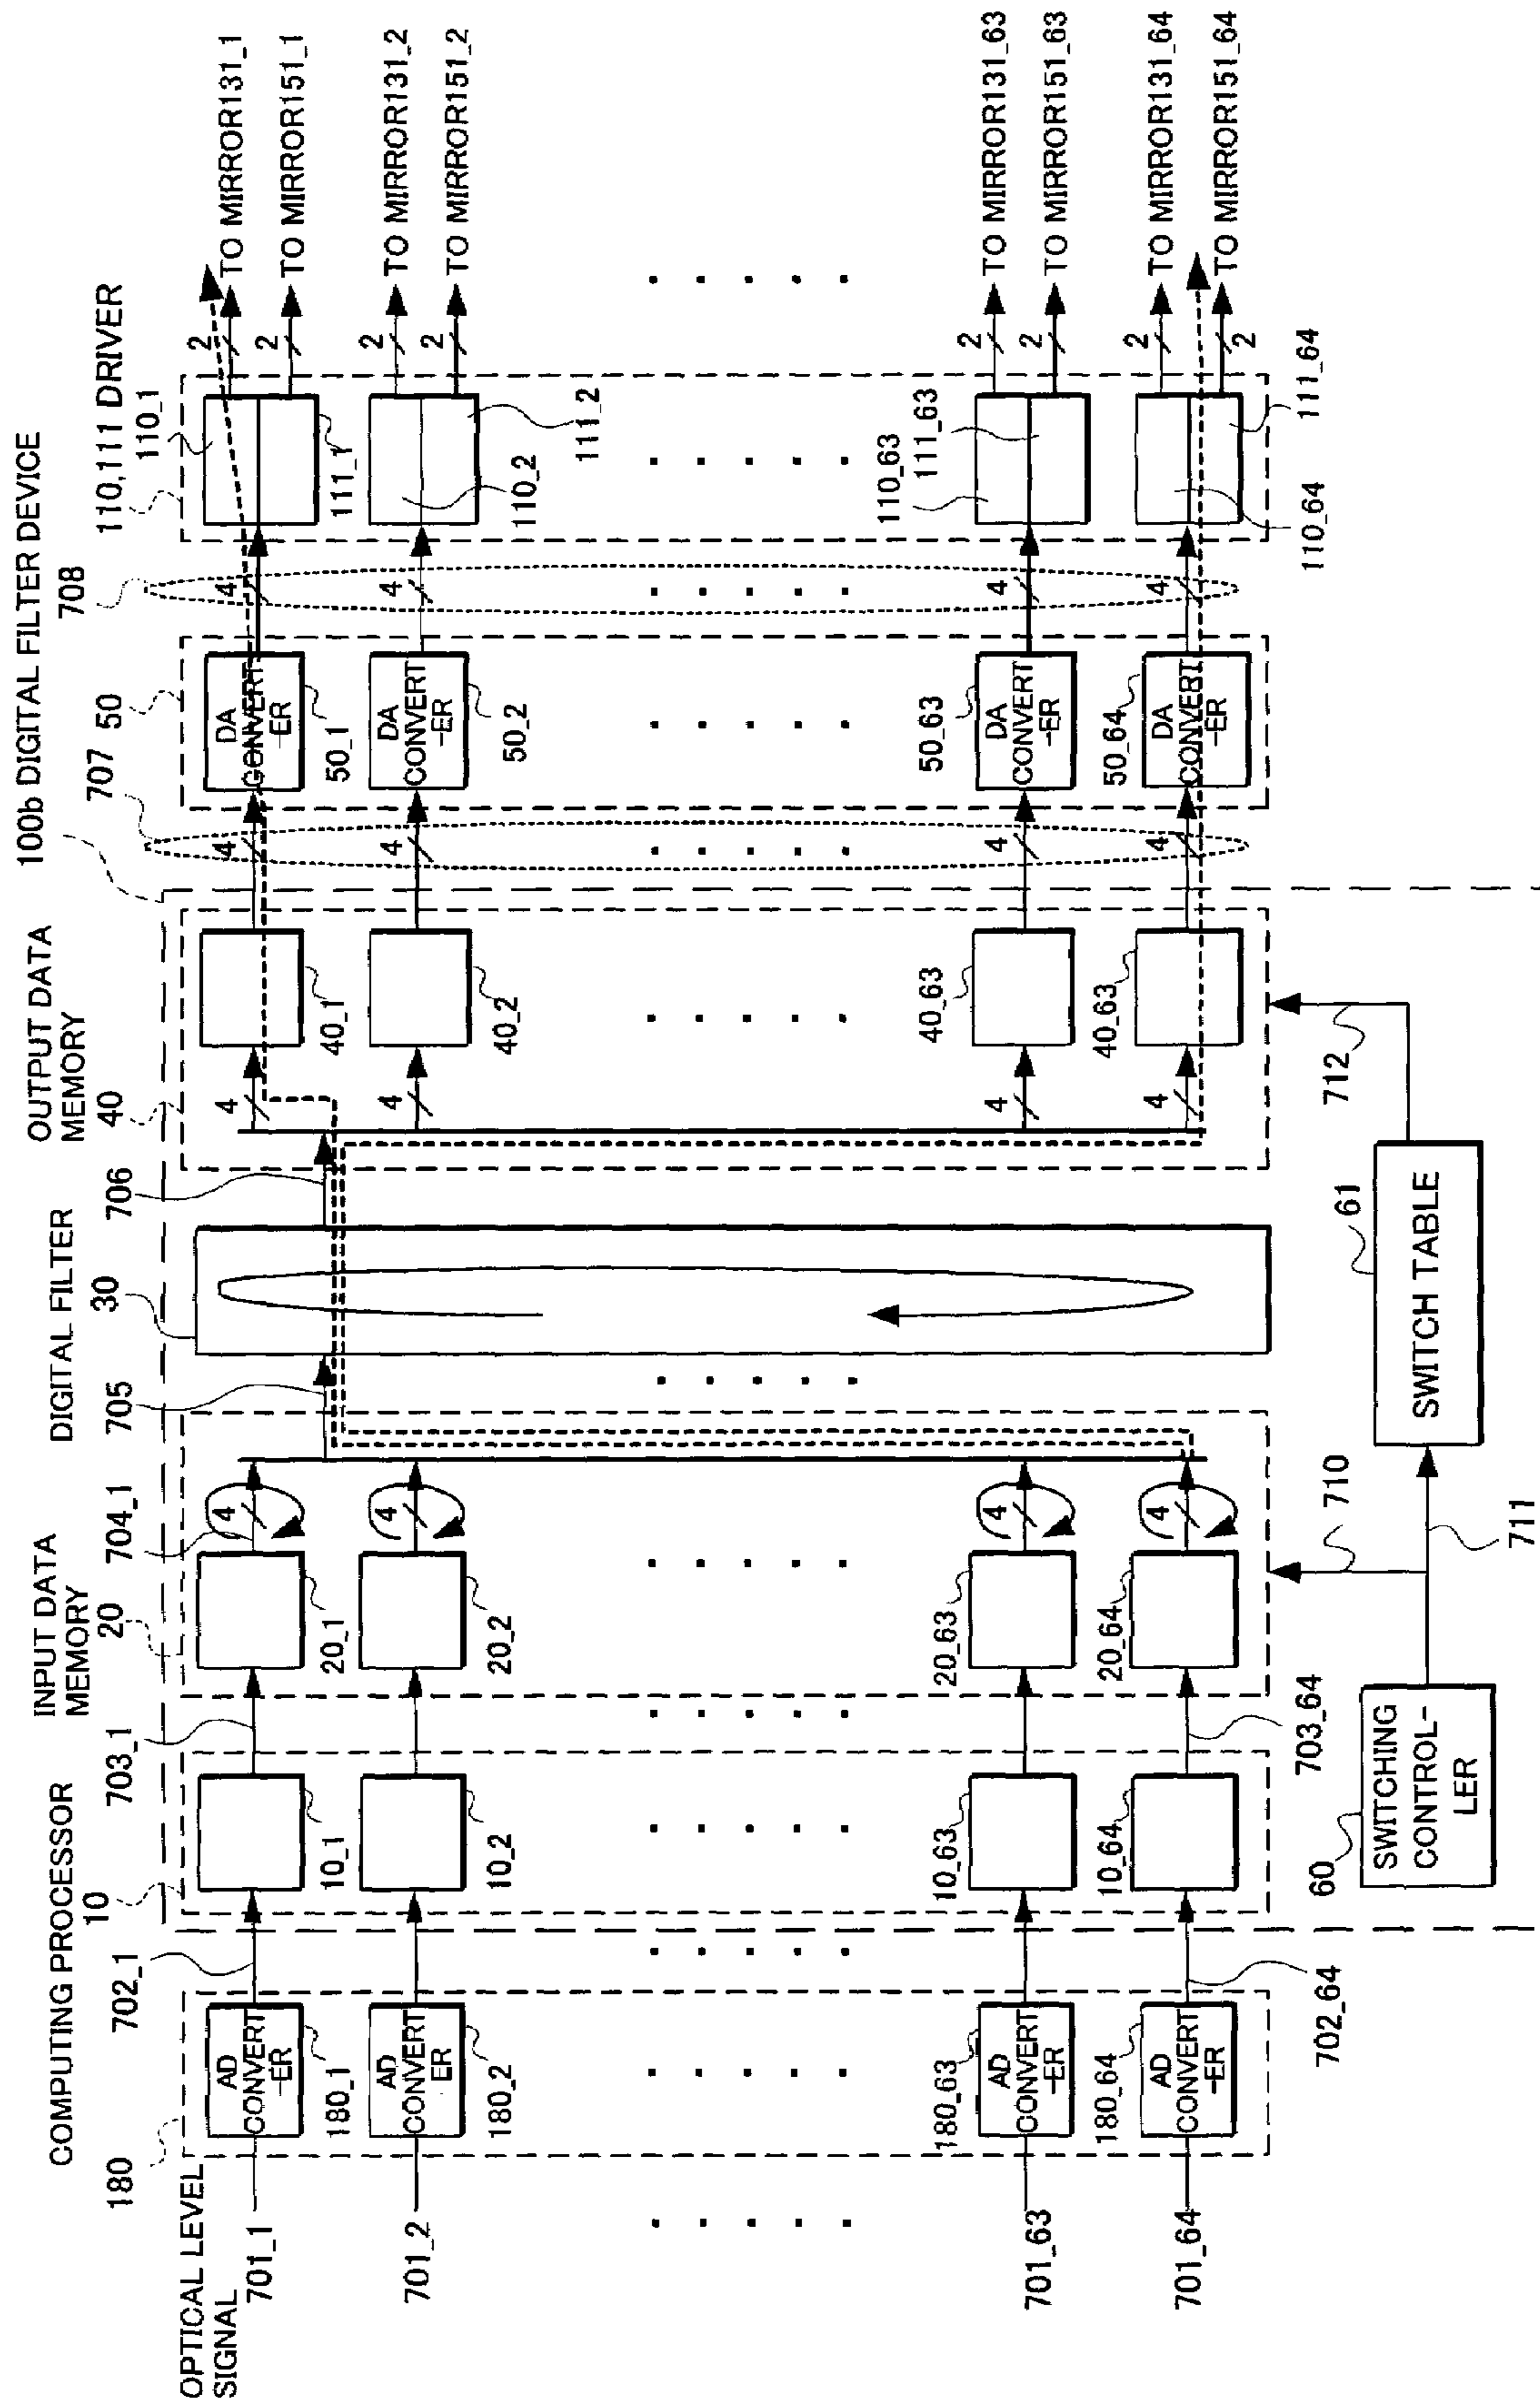 100b DIGITAL FILTER DEVICE
OPTICAL LEVEL
SIGNAL
180
COMPUTING PROCESSOR
10
INPUT DATA
MEMORY
20
DIGITAL FILTER
30
OUTPUT DATA
MEMORY
40
707
50
708
110,111 DRIVER
702_1
703_1
704_1
705
706
701_1
AD
CONVERT
-ER
180_1
10_1
20_1
4
4
40_1
4
DA
CONVERT
-ER
50_1
4
110_1
111_1
2
TO MIRROR131_1
2
TO MIRROR151_1
701_2
AD
CONVERT
ER
180_2
10_2
20_2
4
4
40_2
4
DA
CONVERT
-ER
50_2
4
110_2
111_2
2
TO MIRROR131_2
2
TO MIRROR151_2
701_63
180_63
AD
CONVERT
-ER
10_63
20_63
4
4
40_63
4
50_63
DA
CONVERT
-ER
4
110_63
111_63
2
TO MIRROR131_63
2
TO MIRROR151_63
701_64
180_64
AD
CONVERT
-ER
702_64
10_64
703_64
20_64
4
4
40_63
4
50_64
DA
CONVERT
-ER
4
110_64
111_64
2
TO MIRROR131_64
2
TO MIRROR151_64
60
SWITCHING
CONTROL-
LER
710
711
61
SWITCH TABLE
712